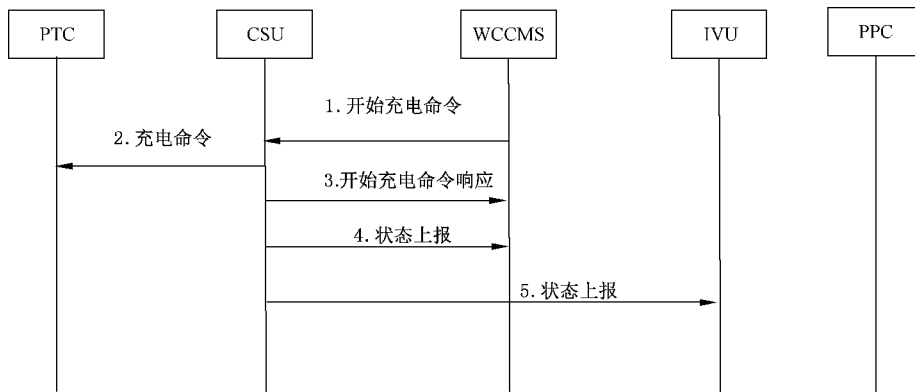 PTC
CSU
WCCMS
IVU
PPC
1.开始充电命令
2.充电命令
3.开始充电命令响应
4.状态上报
5.状态上报